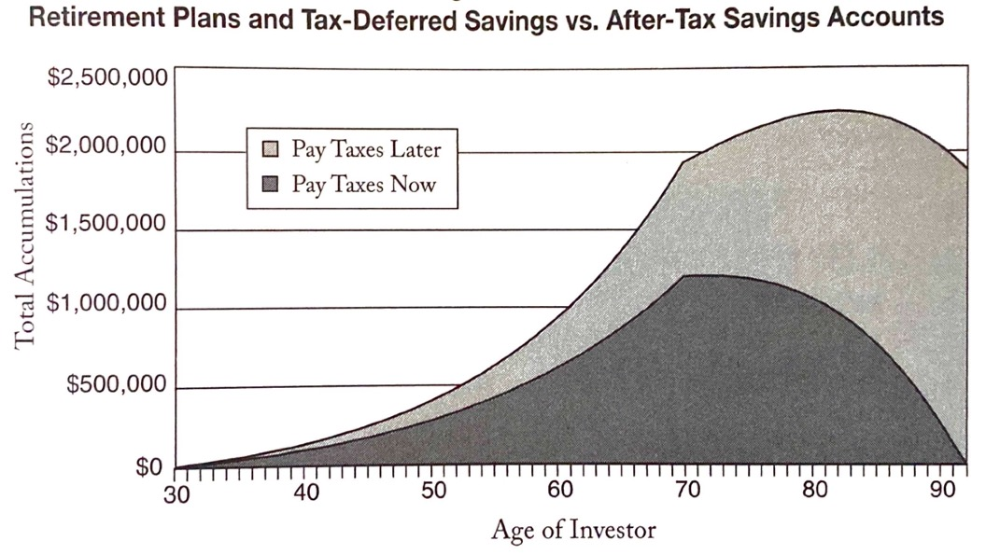 Retirement Plans and Tax-Deferred Savings vs. After-Tax Savings Accounts
Total Accumulations
$2,500,000
$2,000,000
$1,500,000
$1,000,000
$500,000
$0
Pay Taxes Later
Pay Taxes Now
30 40 50 60 70 80 90
Age of Investor